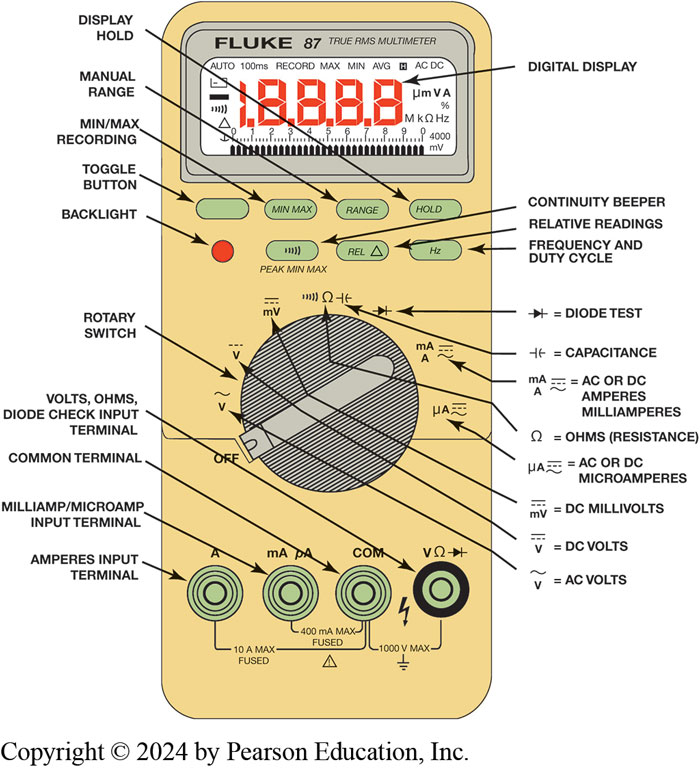 DISPLAY
HOLD
MANUAL
RANGE
MIN/MAX
RECORDING
TOGGLE
BUTTON
BACKLIGHT
ROTARY
SWITCH
VOLTS, OHMS,
DIODE CHECK INPUT
TERMINAL
COMMON TERMINAL
MILLIAMP/MICROAMP
INPUT TERMINAL
AMPERES INPUT
TERMINAL
FLUKE 87 TRUE RMS MULTIMETER
AUTO 100ms RECORD MAX MIN AVG H AC DC
1.8.8.8.8
µm V A
%
M k Ω Hz
0 1 2 3 4 5 6 7 8 9 0
4000
mV
MIN MAX RANGE HOLD
REL △ Hz
PEAK MIN MAX
mV
Ω
V
V
OFF
mA
A
µA
A mA µA COM V Ω
400 mA MAX
FUSED
10 A MAX
FUSED
1000 V MAX
DIGITAL DISPLAY
CONTINUITY BEEPER
RELATIVE READINGS
FREQUENCY AND
DUTY CYCLE
= DIODE TEST
= CAPACITANCE
mA
A = AC OR DC
AMPERES
MILLIAMPERES
Ω = OHMS (RESISTANCE)
µA = AC OR DC
MICROAMPERES
mV = DC MILLIVOLTS
V = DC VOLTS
V = AC VOLTS
Copyright © 2024 by Pearson Education, Inc.